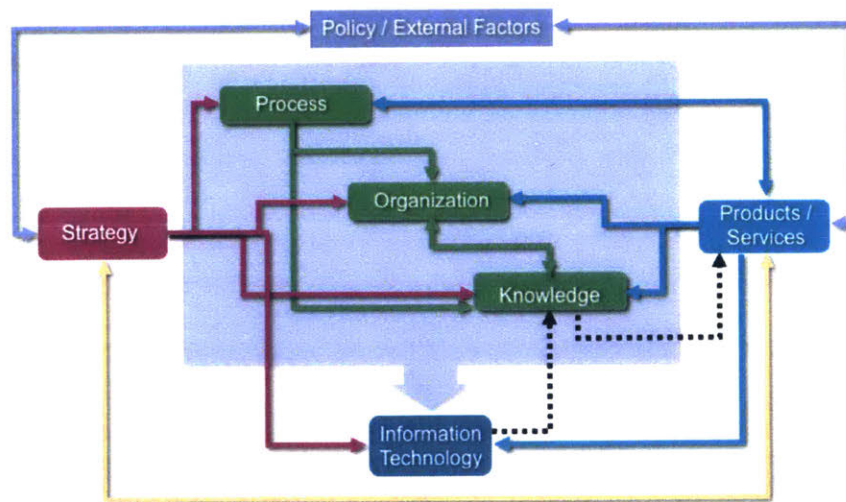 Policy / External Factors
Process
Organization
Strategy
Products /
Services
Knowledge
Information
Technology